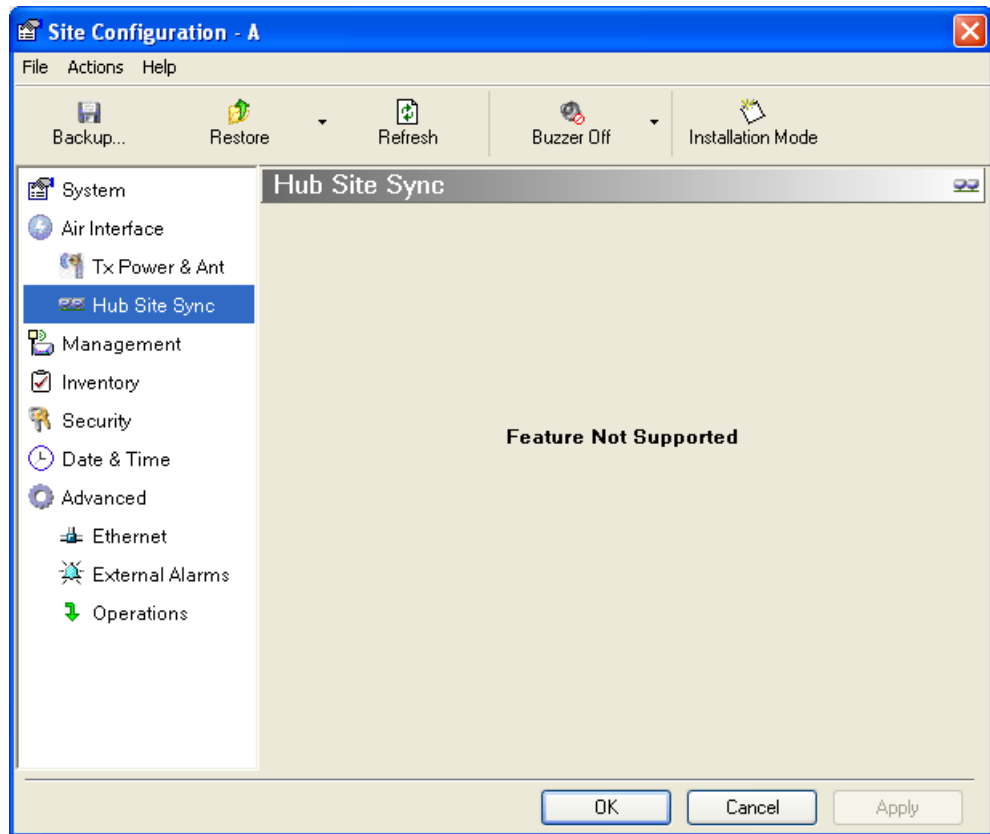 Site Configuration - A
File Actions Help
Backup... Restore Refresh Buzzer Off Installation Mode
System
Air Interface
Tx Power & Ant
Hub Site Sync
Management
Inventory
Security
Date & Time
Advanced
Ethernet
External Alarms
Operations
Hub Site Sync
Feature Not Supported
OK Cancel Apply